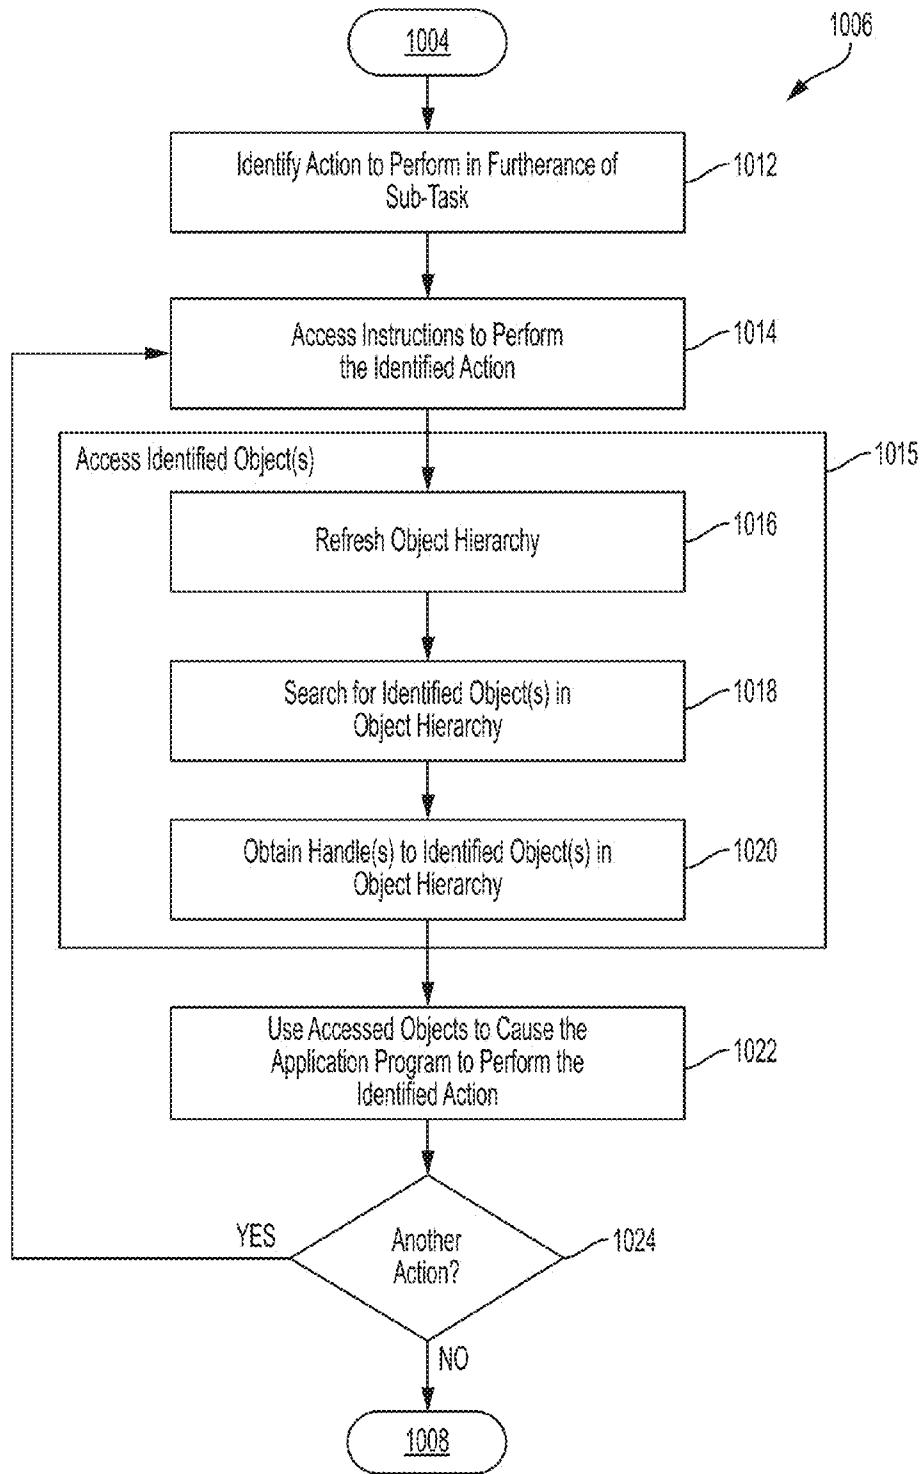 1004
1006
Identify Action to Perform in Furtherance of
Sub-Task
1012
Access Instructions to Perform
the Identified Action
1014
Access Identified Object(s)
1015
Refresh Object Hierarchy
1016
Search for Identified Object(s) in
Object Hierarchy
1018
Obtain Handle(s) to Identified Object(s) in
Object Hierarchy
1020
Use Accessed Objects to Cause the
Application Program to Perform the
Identified Action
1022
YES
Another
Action?
1024
NO
1008